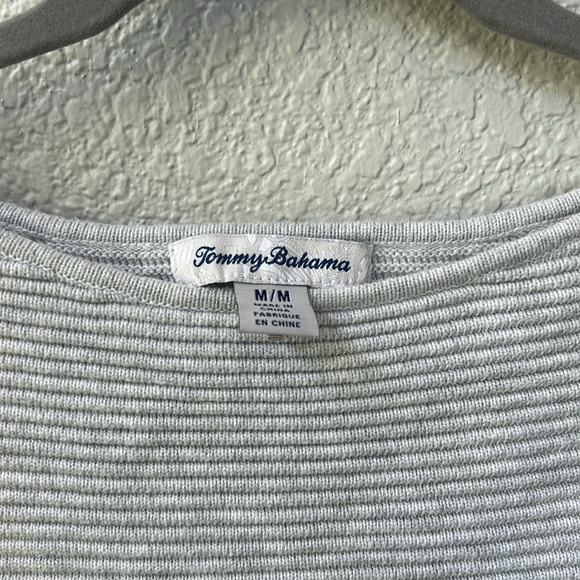 Tommy Bahama
M/M
MADE IN
CHINA
FABRIQUE
EN CHINE